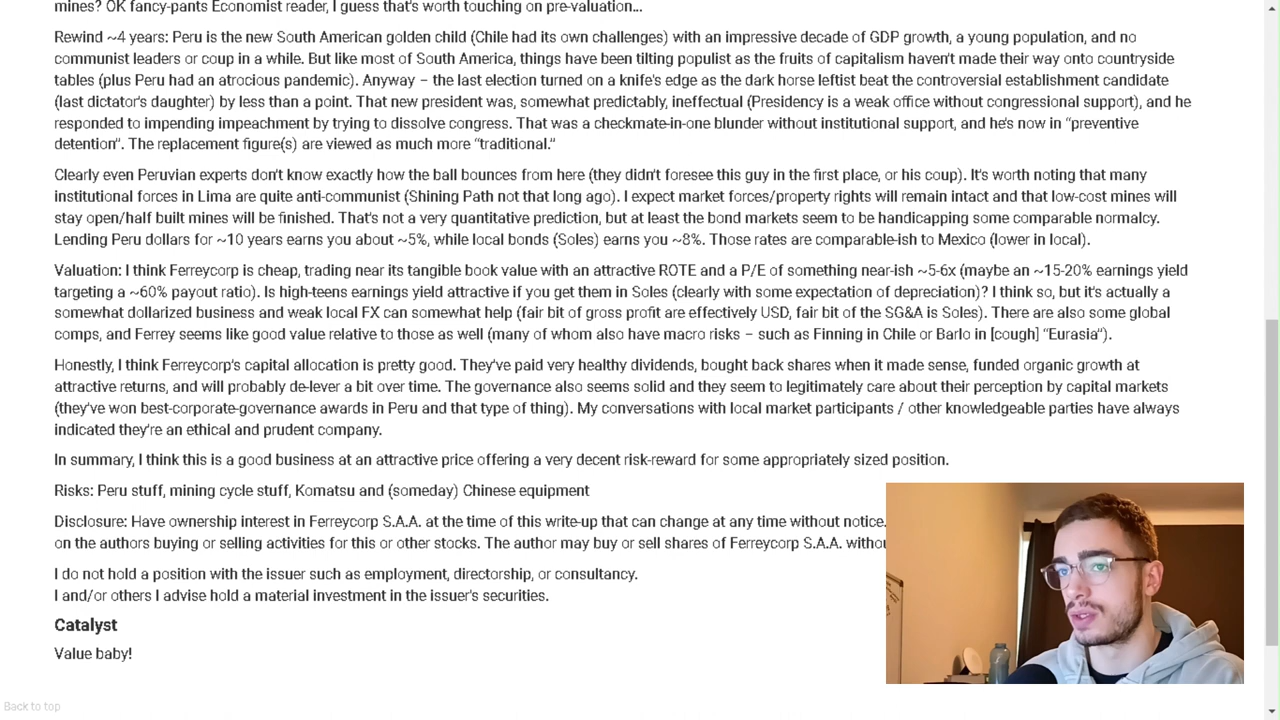 mines? OK fancy-pants Economist reader, I guess that's worth touching on pre-valuation...
Rewind ~4 years: Peru is the new South American golden child (Chile had its own challenges) with an impressive decade of GDP growth, a young population, and no
communist leaders or coup in a while. But like most of South America, things have been tilting populist as the fruits of capitalism haven't made their way onto countryside
tables (plus Peru had an atrocious pandemic). Anyway – the last election turned on a knife's edge as the dark horse leftist beat the controversial establishment candidate
(last dictator's daughter) by less than a point. That new president was, somewhat predictably, ineffectual (Presidency is a weak office without congressional support), and he
responded to impending impeachment by trying to dissolve congress. That was a checkmate-in-one blunder without institutional support, and he's now in “preventive
detention”. The replacement figure(s) are viewed as much more “traditional.”
Clearly even Peruvian experts don't know exactly how the ball bounces from here (they didn't foresee this guy in the first place, or his coup). It's worth noting that many
institutional forces in Lima are quite anti-communist (Shining Path not that long ago). I expect market forces/property rights will remain intact and that low-cost mines will
stay open/half built mines will be finished. That's not a very quantitative prediction, but at least the bond markets seem to be handicapping some comparable normalcy.
Lending Peru dollars for ~10 years earns you about ~5%, while local bonds (Soles) earns you ~8%. Those rates are comparable-ish to Mexico (lower in local).
Valuation: I think Ferreycorp is cheap, trading near its tangible book value with an attractive ROTE and a P/E of something near-ish ~5-6x (maybe an ~15-20% earnings yield
targeting a ~60% payout ratio). Is high-teens earnings yield attractive if you get them in Soles (clearly with some expectation of depreciation)? I think so, but it's actually a
somewhat dollarized business and weak local FX can somewhat help (fair bit of gross profit are effectively USD, fair bit of the SG&A is Soles). There are also some global
comps, and Ferrey seems like good value relative to those as well (many of whom also have macro risks – such as Finning in Chile or Barlo in [cough] “Eurasia”).
Honestly, I think Ferreycorp's capital allocation is pretty good. They've paid very healthy dividends, bought back shares when it made sense, funded organic growth at
attractive returns, and will probably de-lever a bit over time. The governance also seems solid and they seem to legitimately care about their perception by capital markets
(they've won best-corporate-governance awards in Peru and that type of thing). My conversations with local market participants / other knowledgeable parties have always
indicated they're an ethical and prudent company.
In summary, I think this is a good business at an attractive price offering a very decent risk-reward for some appropriately sized position.
Risks: Peru stuff, mining cycle stuff, Komatsu and (someday) Chinese equipment
Disclosure: Have ownership interest in Ferreycorp S.A.A. at the time of this write-up that can change at any time without notice.
on the authors buying or selling activities for this or other stocks. The author may buy or sell shares of Ferreycorp S.A.A.
I do not hold a position with the issuer such as employment, directorship, or consultancy.
I and/or others I advise hold a material investment in the issuer's securities.
Catalyst
Value baby!
Back to top